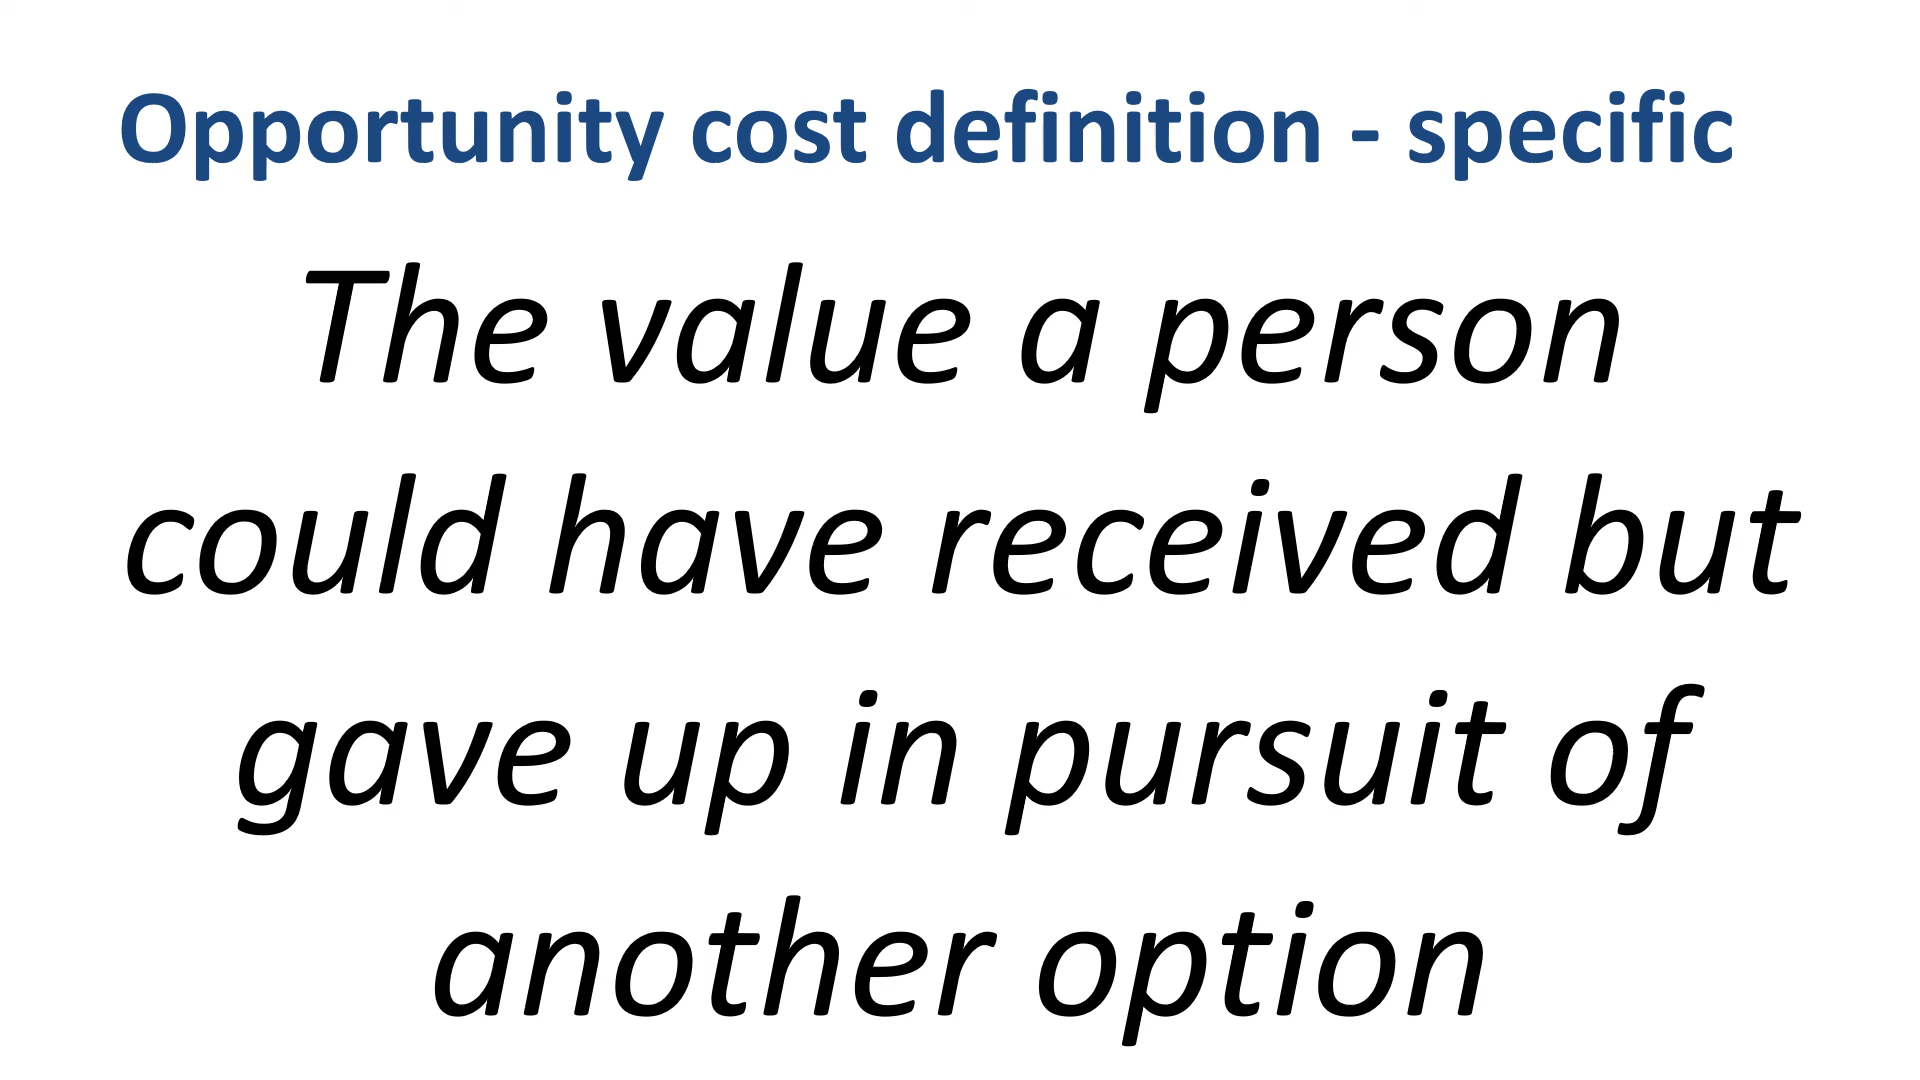 Opportunity cost definition - specific
The value a person
could have received but
gave up in pursuit of
another option